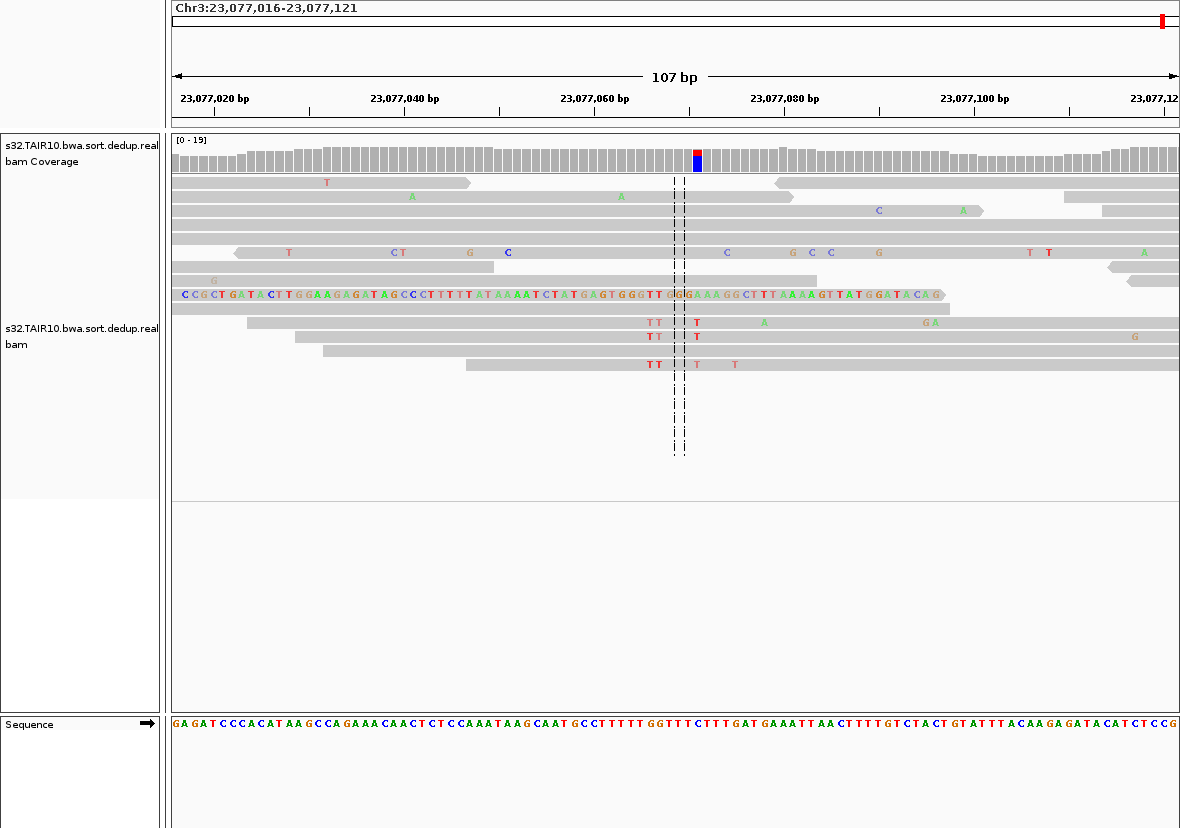 Chr3:23,077,016-23,077,121
107 bp
23,077,020 bp 23,077,040 bp 23,077,060 bp 23,077,080 bp 23,077,100 bp 23,077,12
s32.TAIR10.bwa.sort.dedup.real
bam Coverage
[0 - 19]
T
A A
C A
T C T G C C G C C G T T A
G
CCGCTGATACTTGGAAGAGATAGCCCTTTTTATAAAATCTATGAGTGGGTTGGGAAAGGCTTTAAAAGTTATGGATACAG
s32.TAIR10.bwa.sort.dedup.real
bam
T T T A G A
T T T G
T T T T
Sequence
GAGATCCCACATAAGCCAGAAACAACTCTCCAAATAAGCAATGCCTTTTTGGTTTCTTTGATGAAATTAACTTTTGTCTACTGTATTTACAAGAGATACATCTCCG